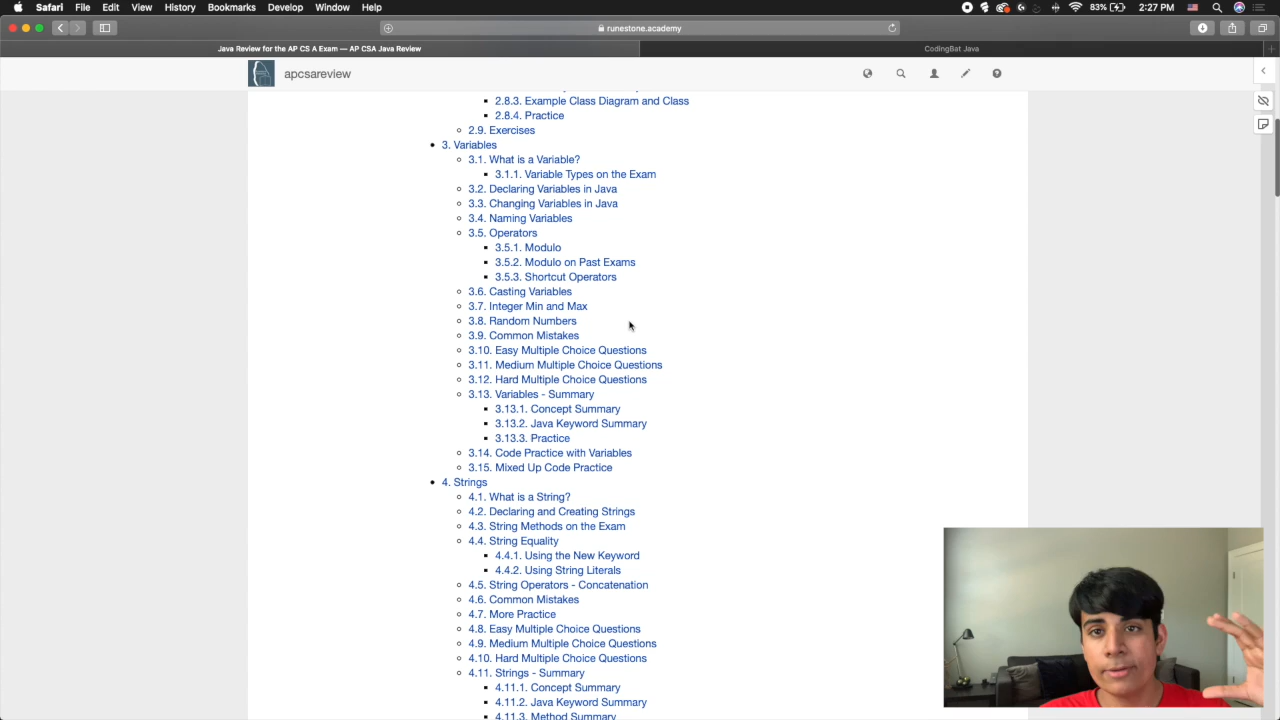 Safari File Edit View History Bookmarks Develop Window Help 83% 2:27 PM
runestone.academy
Java Review for the AP CS A Exam — AP CSA Java Review CodingBat Java
apcsareview
2.8.3. Example Class Diagram and Class
2.8.4. Practice
2.9. Exercises
3. Variables
3.1. What is a Variable?
3.1.1. Variable Types on the Exam
3.2. Declaring Variables in Java
3.3. Changing Variables in Java
3.4. Naming Variables
3.5. Operators
3.5.1. Modulo
3.5.2. Modulo on Past Exams
3.5.3. Shortcut Operators
3.6. Casting Variables
3.7. Integer Min and Max
3.8. Random Numbers
3.9. Common Mistakes
3.10. Easy Multiple Choice Questions
3.11. Medium Multiple Choice Questions
3.12. Hard Multiple Choice Questions
3.13. Variables - Summary
3.13.1. Concept Summary
3.13.2. Java Keyword Summary
3.13.3. Practice
3.14. Code Practice with Variables
3.15. Mixed Up Code Practice
4. Strings
4.1. What is a String?
4.2. Declaring and Creating Strings
4.3. String Methods on the Exam
4.4. String Equality
4.4.1. Using the New Keyword
4.4.2. Using String Literals
4.5. String Operators - Concatenation
4.6. Common Mistakes
4.7. More Practice
4.8. Easy Multiple Choice Questions
4.9. Medium Multiple Choice Questions
4.10. Hard Multiple Choice Questions
4.11. Strings - Summary
4.11.1. Concept Summary
4.11.2. Java Keyword Summary
4.11.3. Method Summary